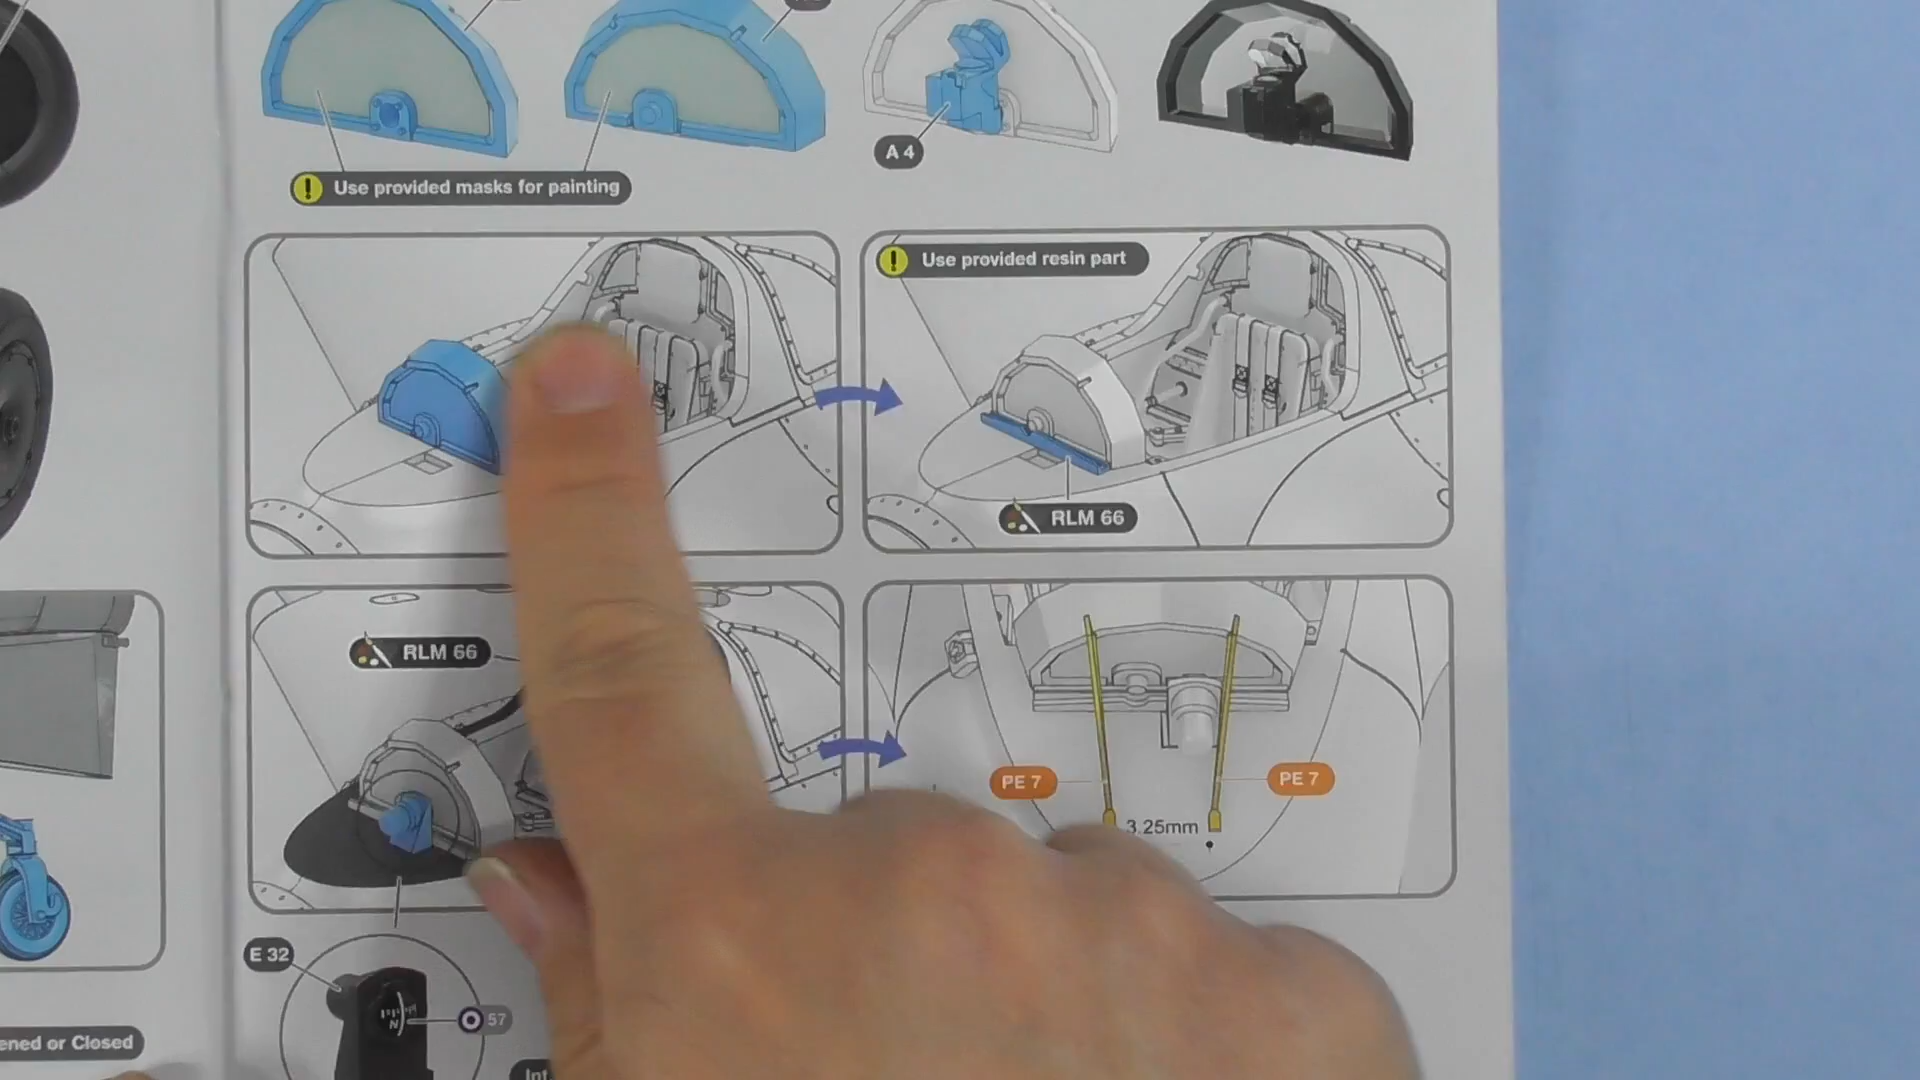 A 4
Use provided masks for painting
Use provided resin part
RLM 66
RLM 66
PE 7
PE 7
3.25mm
E 32
N
57
ened or Closed
Int.